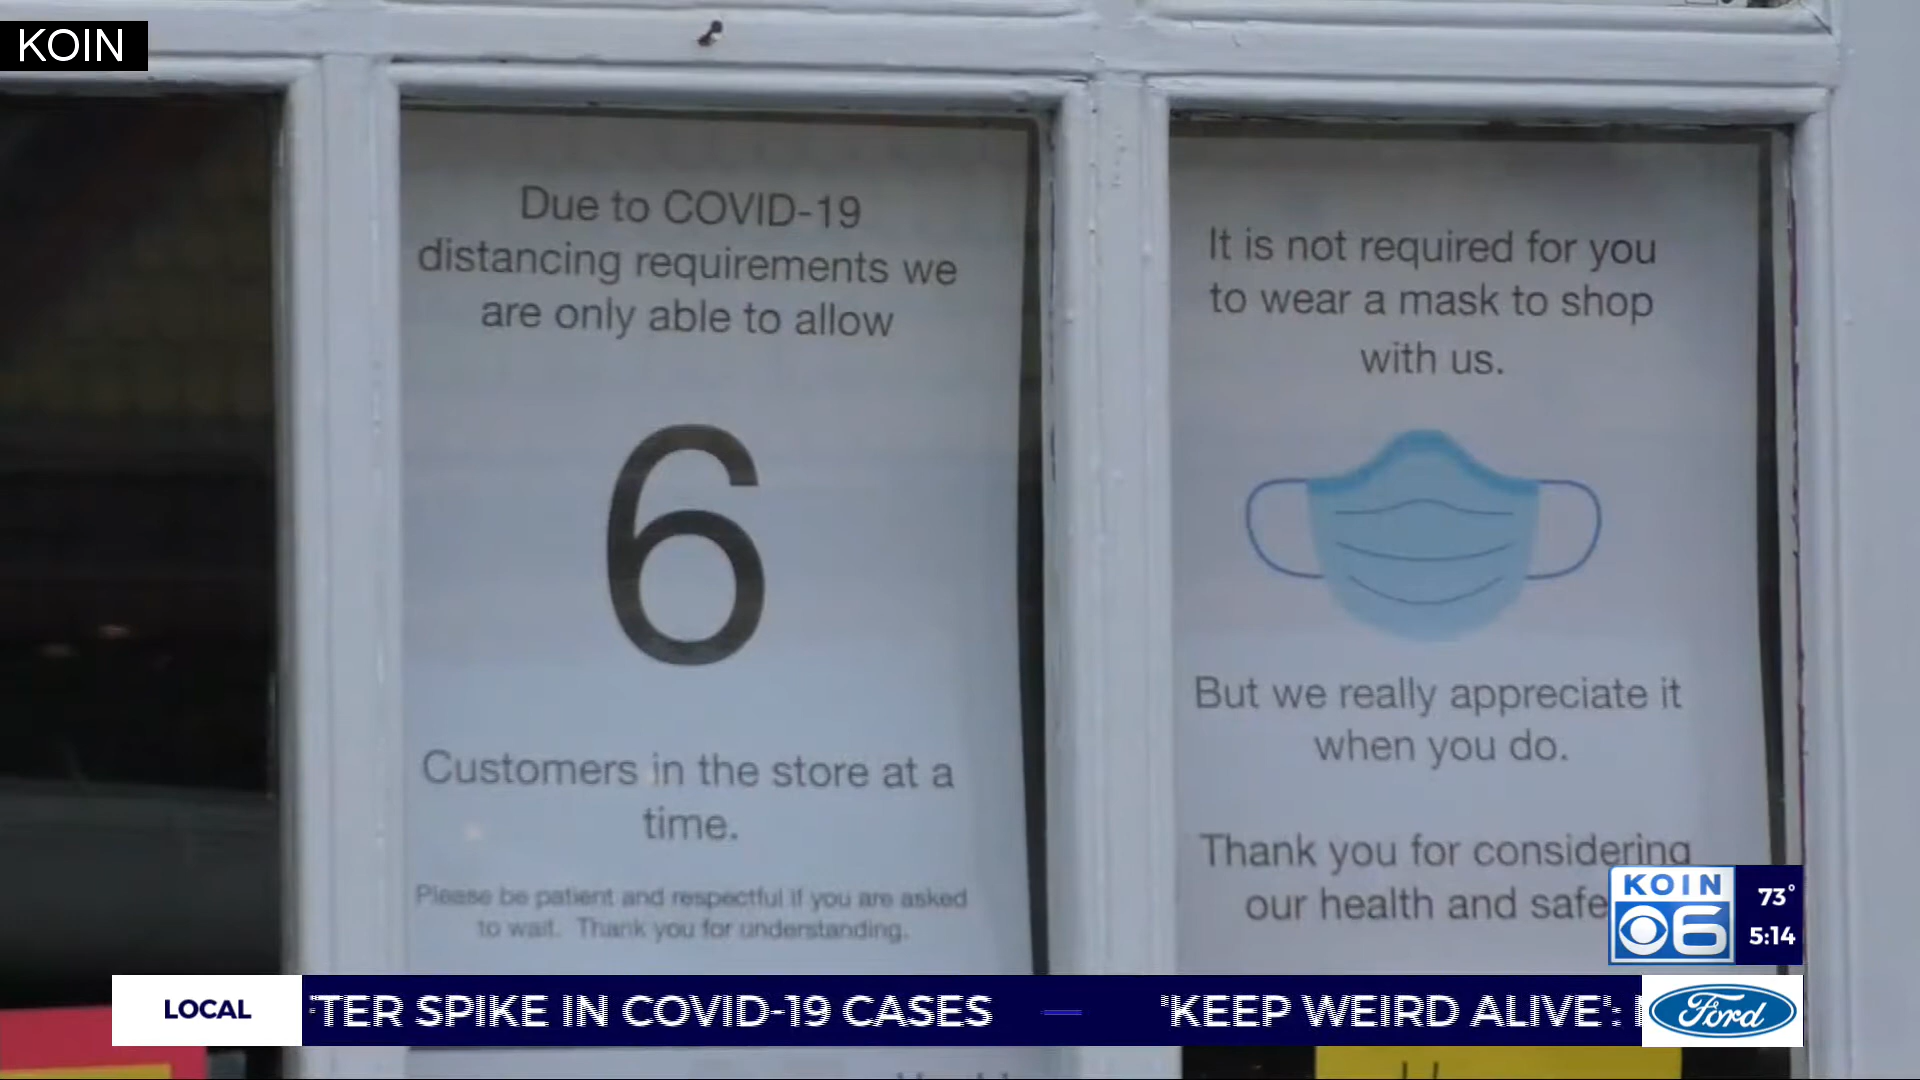 KOIN
Due to COVID-19
distancing requirements we
are only able to allow
6
Customers in the store at a
time.
Please be patient and respectful if you are asked
to wait. Thank you for understanding.
It is not required for you
to wear a mask to shop
with us.
But we really appreciate it
when you do.
Thank you for considering
our health and safe
KOIN
6
73°
5:14
LOCAL
TER SPIKE IN COVID-19 CASES — 'KEEP WEIRD ALIVE':
Ford